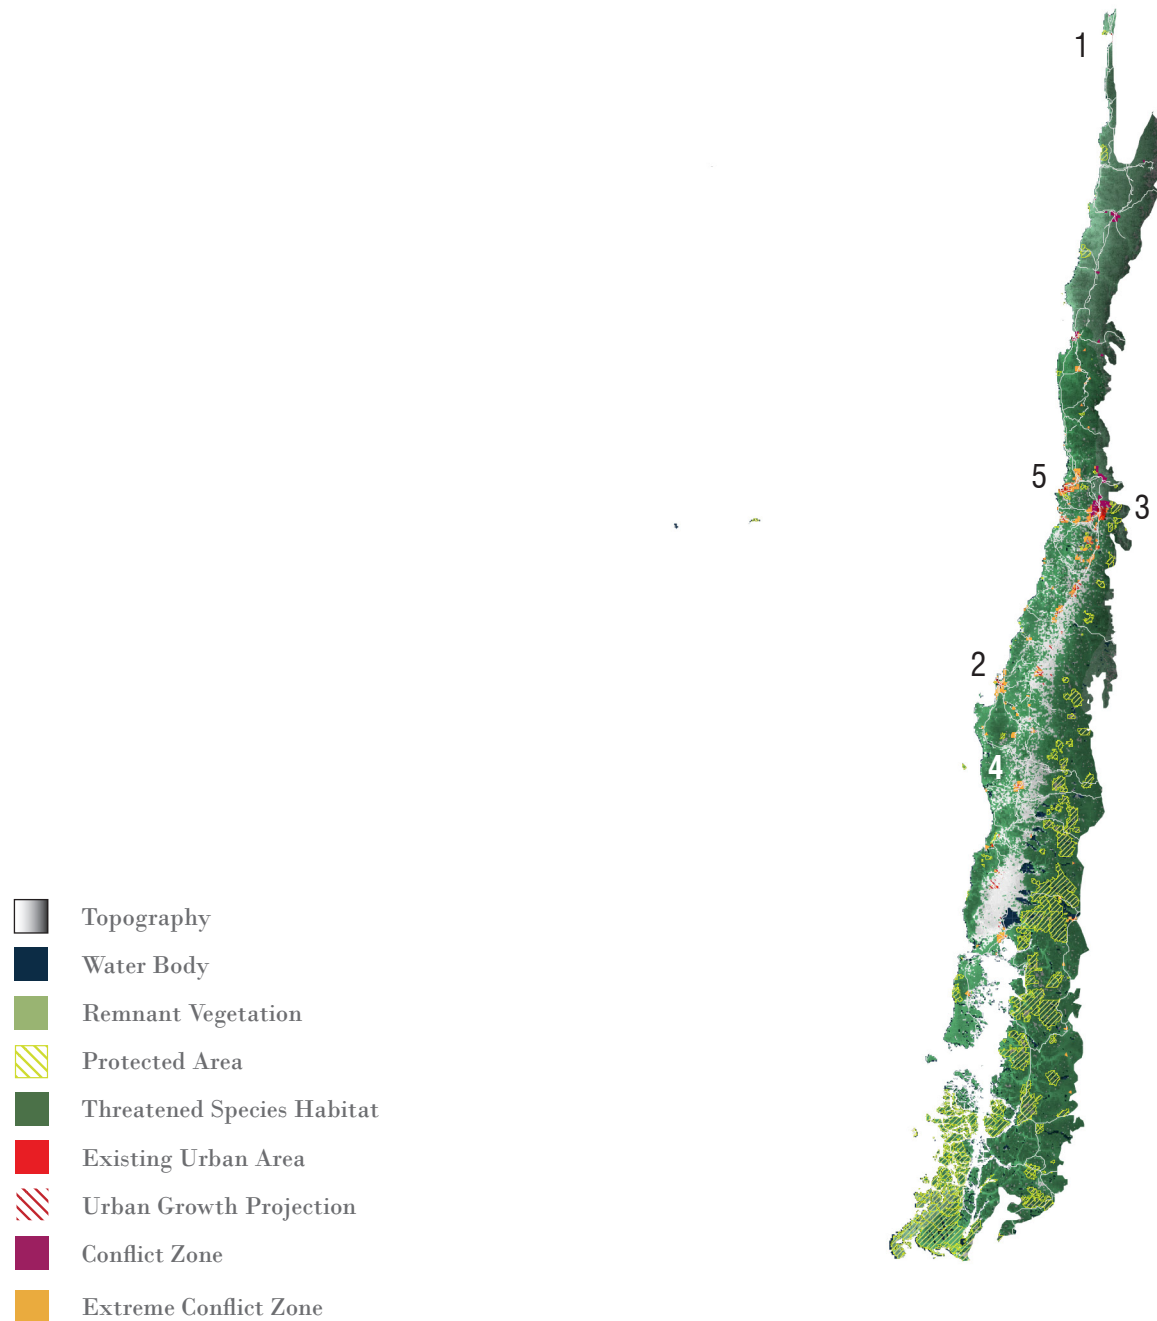 1
5
3
2
4
Topography
Water Body
Remnant Vegetation
Protected Area
Threatened Species Habitat
Existing Urban Area
Urban Growth Projection
Conflict Zone
Extreme Conflict Zone